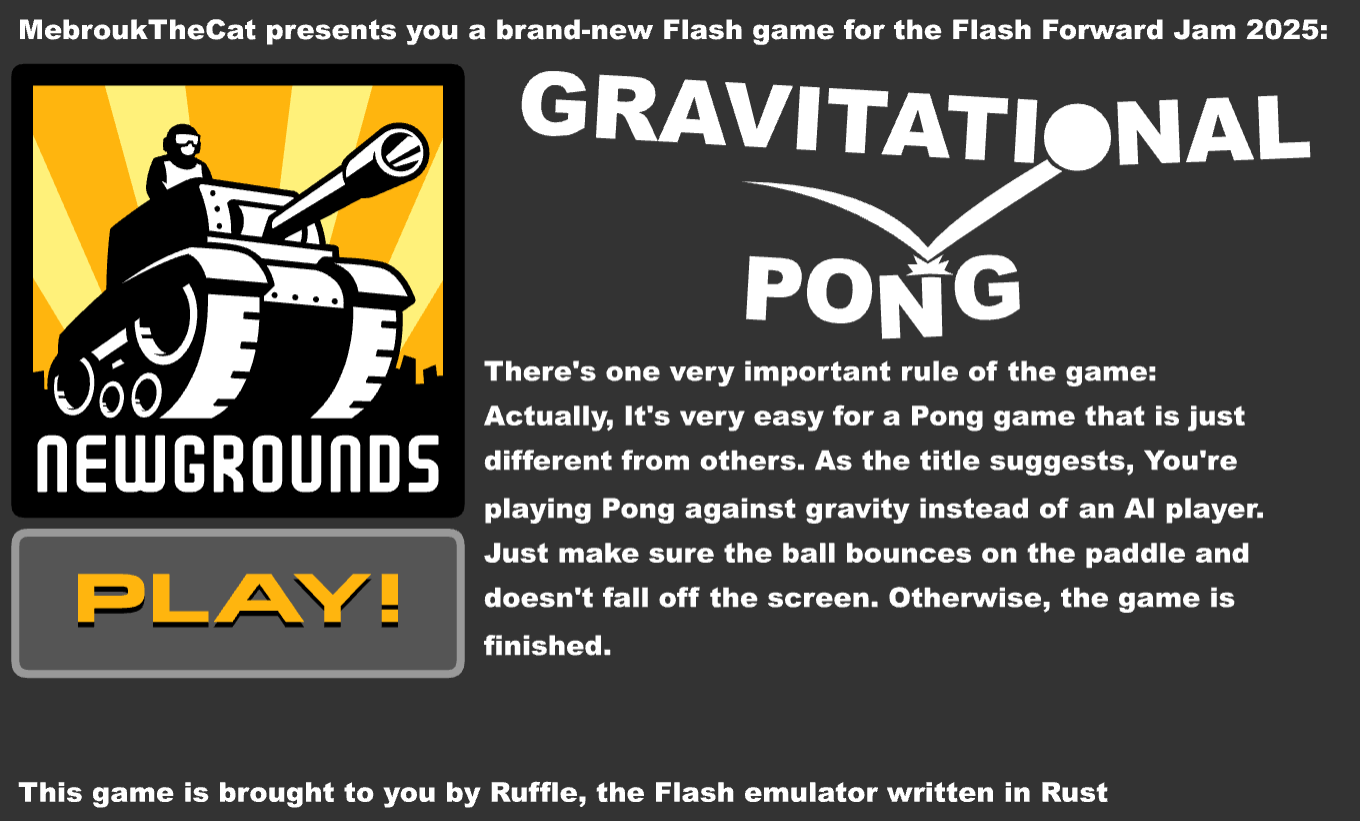 MebroukTheCat presents you a brand-new Flash game for the Flash Forward Jam 2025:
GRAVITATIONAL
PONG
NEWGROUNDS
PLAY!
There's one very important rule of the game:
Actually, It's very easy for a Pong game that is just
different from others. As the title suggests, You're
playing Pong against gravity instead of an AI player.
Just make sure the ball bounces on the paddle and
doesn't fall off the screen. Otherwise, the game is
finished.
This game is brought to you by Ruffle, the Flash emulator written in Rust